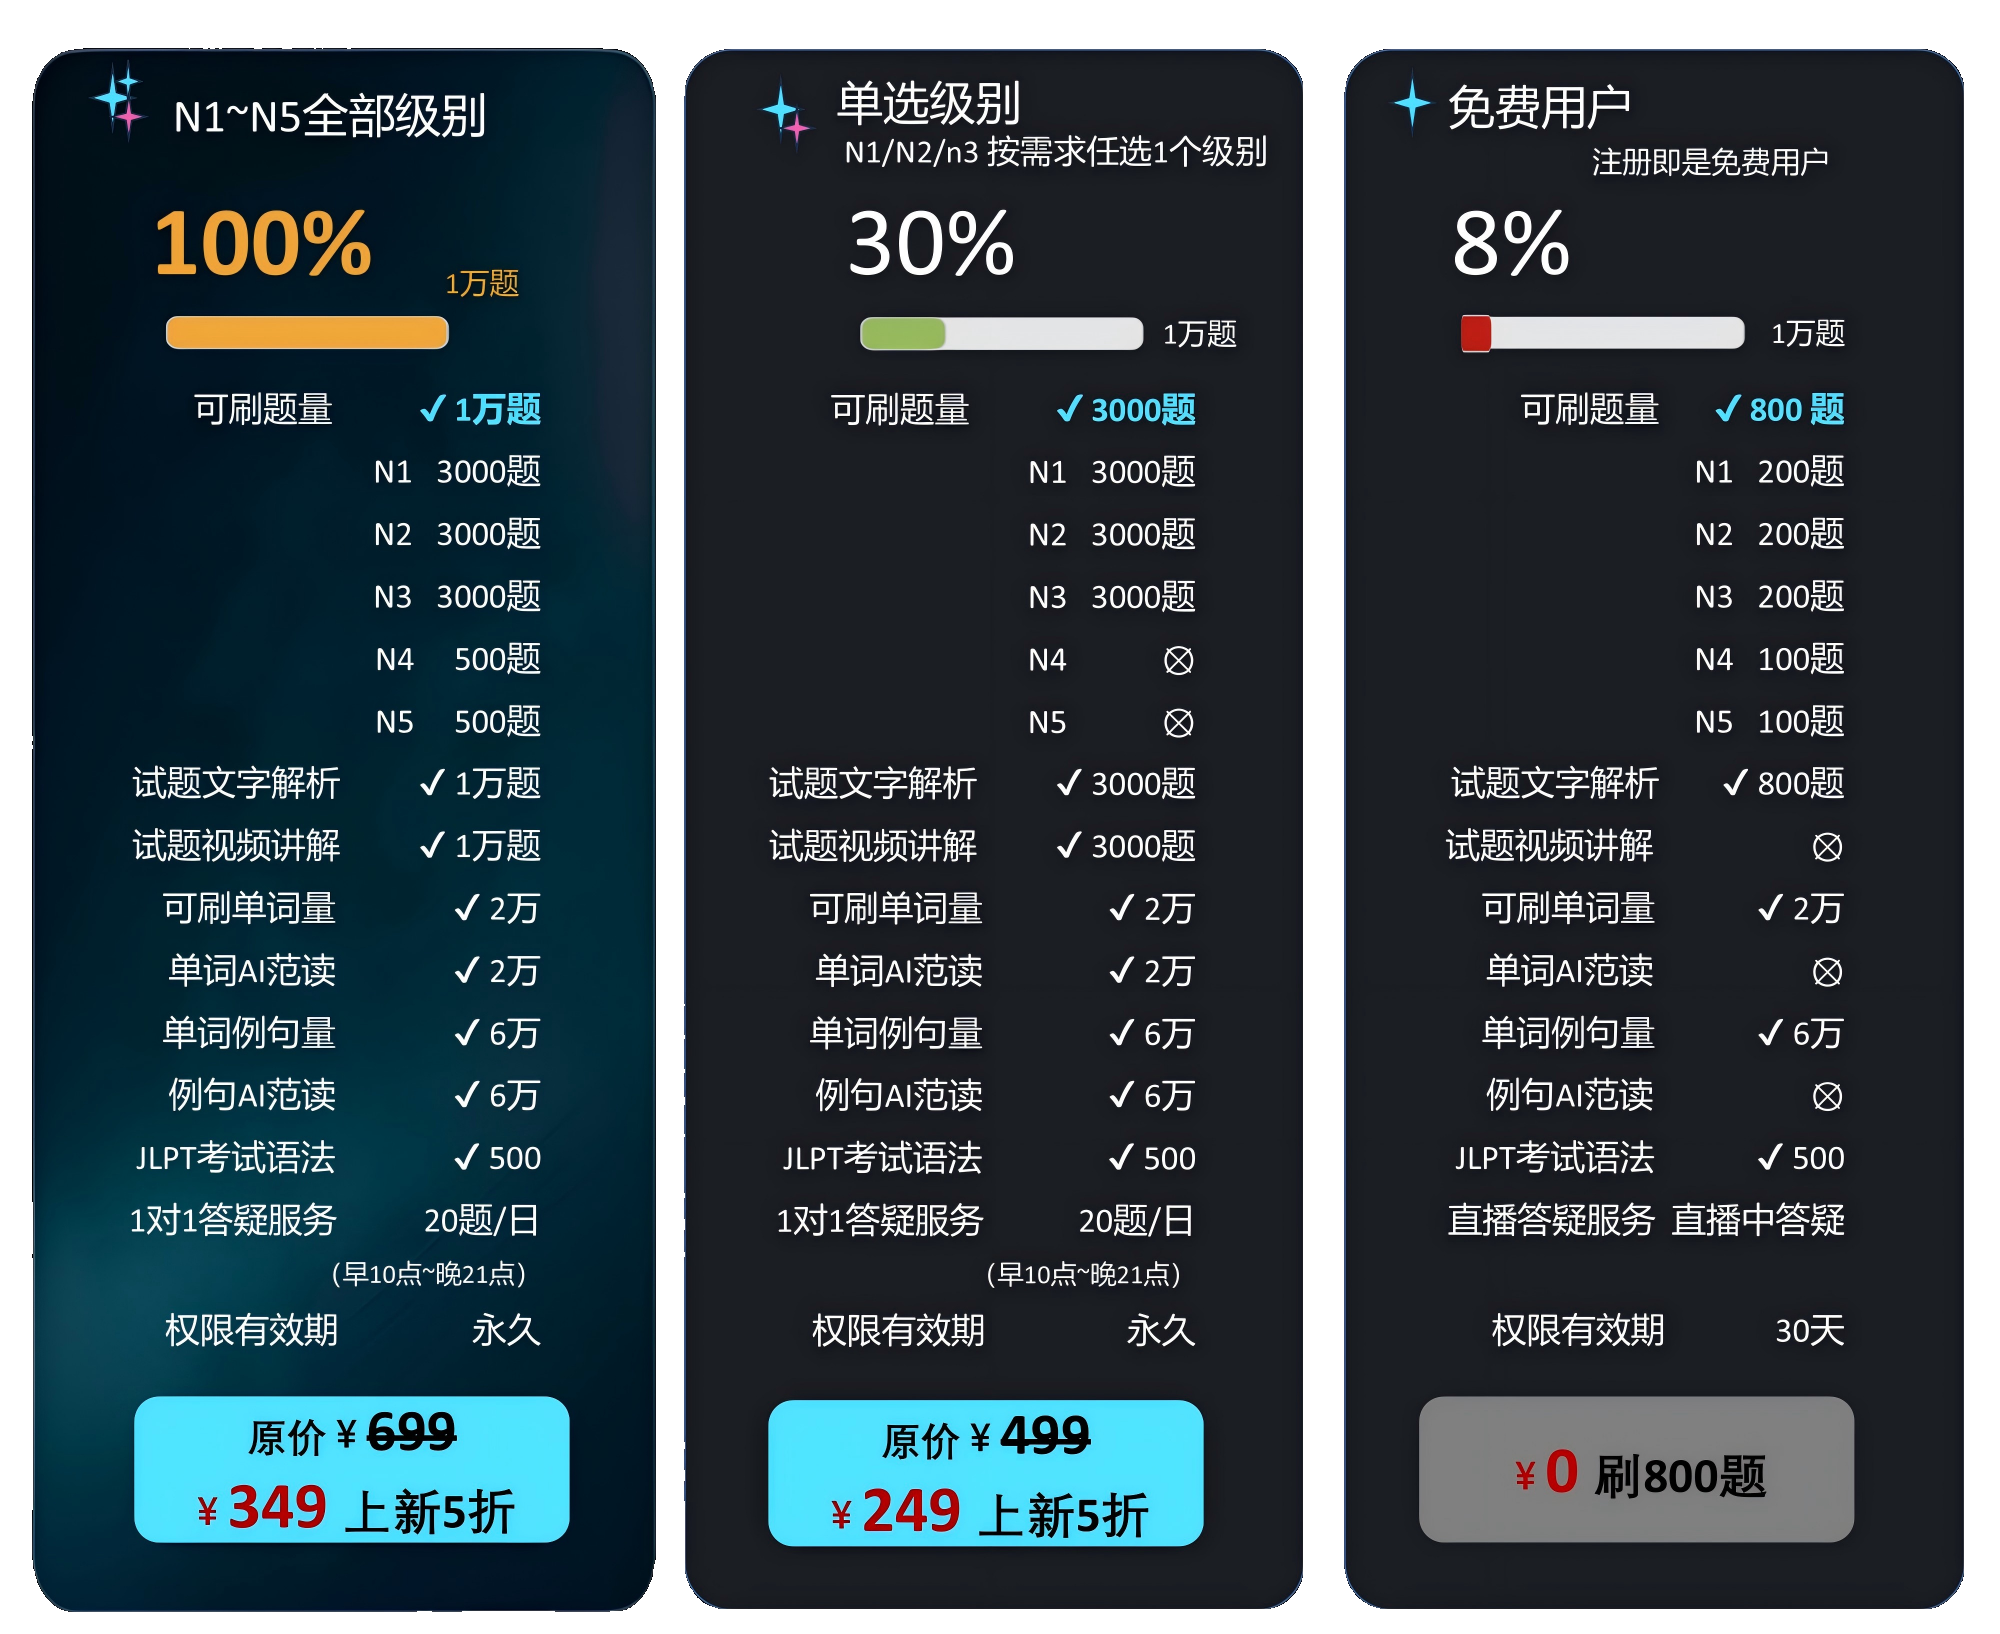 N1~N5全部级别
100%
1万题
可刷题量 ✓ 1万题
N1 3000题
N2 3000题
N3 3000题
N4 500题
N5 500题
试题文字解析 ✓ 1万题
试题视频讲解 ✓ 1万题
可刷单词量 ✓ 2万
单词AI范读 ✓ 2万
单词例句量 ✓ 6万
例句AI范读 ✓ 6万
JLPT考试语法 ✓ 500
1对1答疑服务 20题/日
(早10点~晚21点)
权限有效期 永久
原价 ¥ 699
¥ 349 上新5折
单选级别
N1/N2/n3 按需求任选1个级别
30%
1万题
可刷题量 ✓ 3000题
N1 3000题
N2 3000题
N3 3000题
N4 ⊗
N5 ⊗
试题文字解析 ✓ 3000题
试题视频讲解 ✓ 3000题
可刷单词量 ✓ 2万
单词AI范读 ✓ 2万
单词例句量 ✓ 6万
例句AI范读 ✓ 6万
JLPT考试语法 ✓ 500
1对1答疑服务 20题/日
(早10点~晚21点)
权限有效期 永久
原价 ¥ 499
¥ 249 上新5折
免费用户
注册即是免费用户
8%
1万题
可刷题量 ✓ 800 题
N1 200题
N2 200题
N3 200题
N4 100题
N5 100题
试题文字解析 ✓ 800题
试题视频讲解 ⊗
可刷单词量 ✓ 2万
单词AI范读 ⊗
单词例句量 ✓ 6万
例句AI范读 ⊗
JLPT考试语法 ✓ 500
直播答疑服务 直播中答疑
权限有效期 30天
¥ 0 刷800题